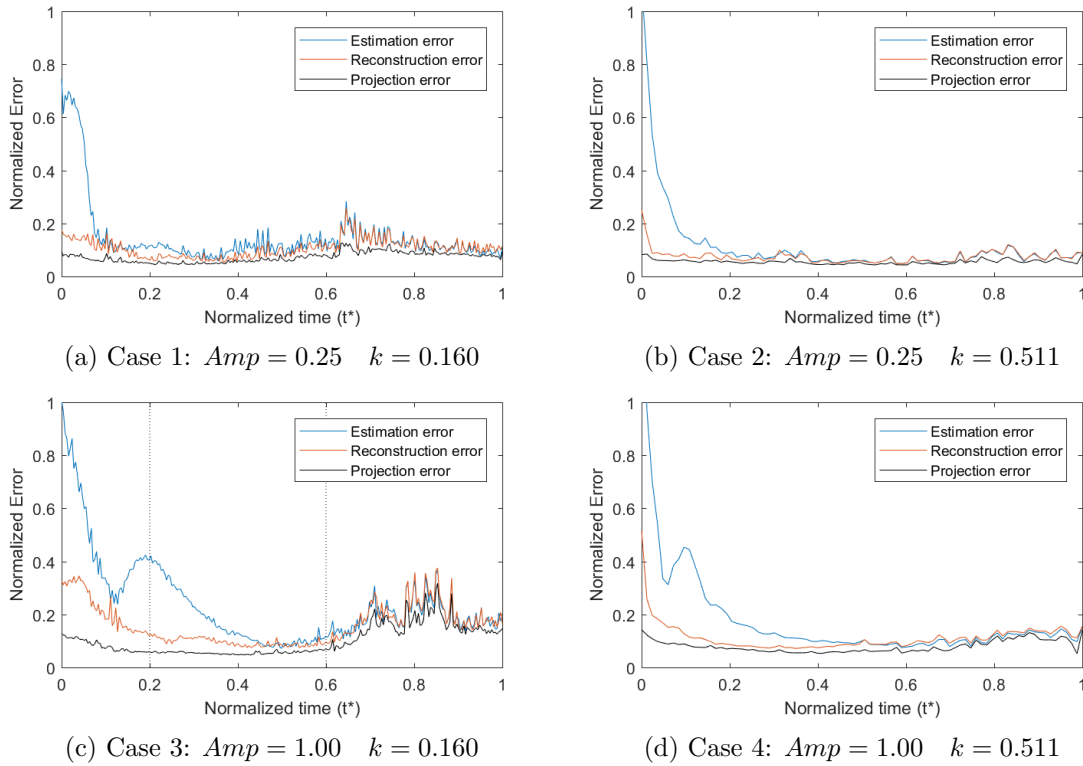 1
0.8
0.6
0.4
0.2
0
Normalized Error
Estimation error
Reconstruction error
Projection error
0 0.2 0.4 0.6 0.8 1
Normalized time (t*)
(a) Case 1: Amp = 0.25 k = 0.160
1
0.8
0.6
0.4
0.2
0
Normalized Error
Estimation error
Reconstruction error
Projection error
0 0.2 0.4 0.6 0.8 1
Normalized time (t*)
(b) Case 2: Amp = 0.25 k = 0.511
1
0.8
0.6
0.4
0.2
0
Normalized Error
Estimation error
Reconstruction error
Projection error
0 0.2 0.4 0.6 0.8 1
Normalized time (t*)
(c) Case 3: Amp = 1.00 k = 0.160
1
0.8
0.6
0.4
0.2
0
Normalized Error
Estimation error
Reconstruction error
Projection error
0 0.2 0.4 0.6 0.8 1
Normalized time (t*)
(d) Case 4: Amp = 1.00 k = 0.511